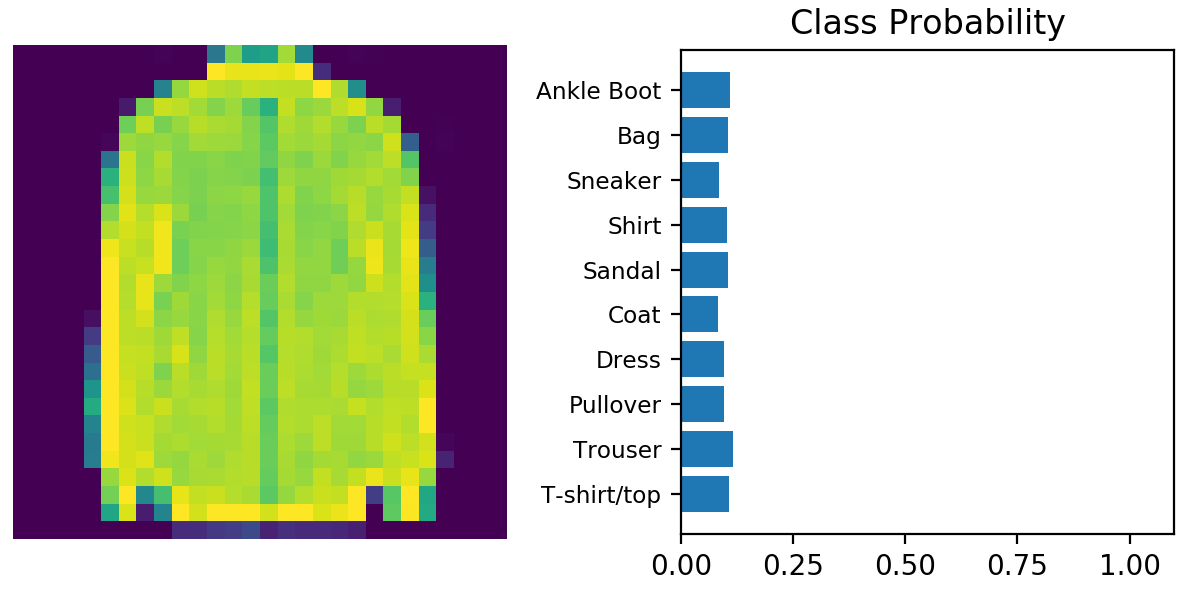 Class Probability
Ankle Boot
Bag
Sneaker
Shirt
Sandal
Coat
Dress
Pullover
Trouser
T-shirt/top
0.00 0.25 0.50 0.75 1.00